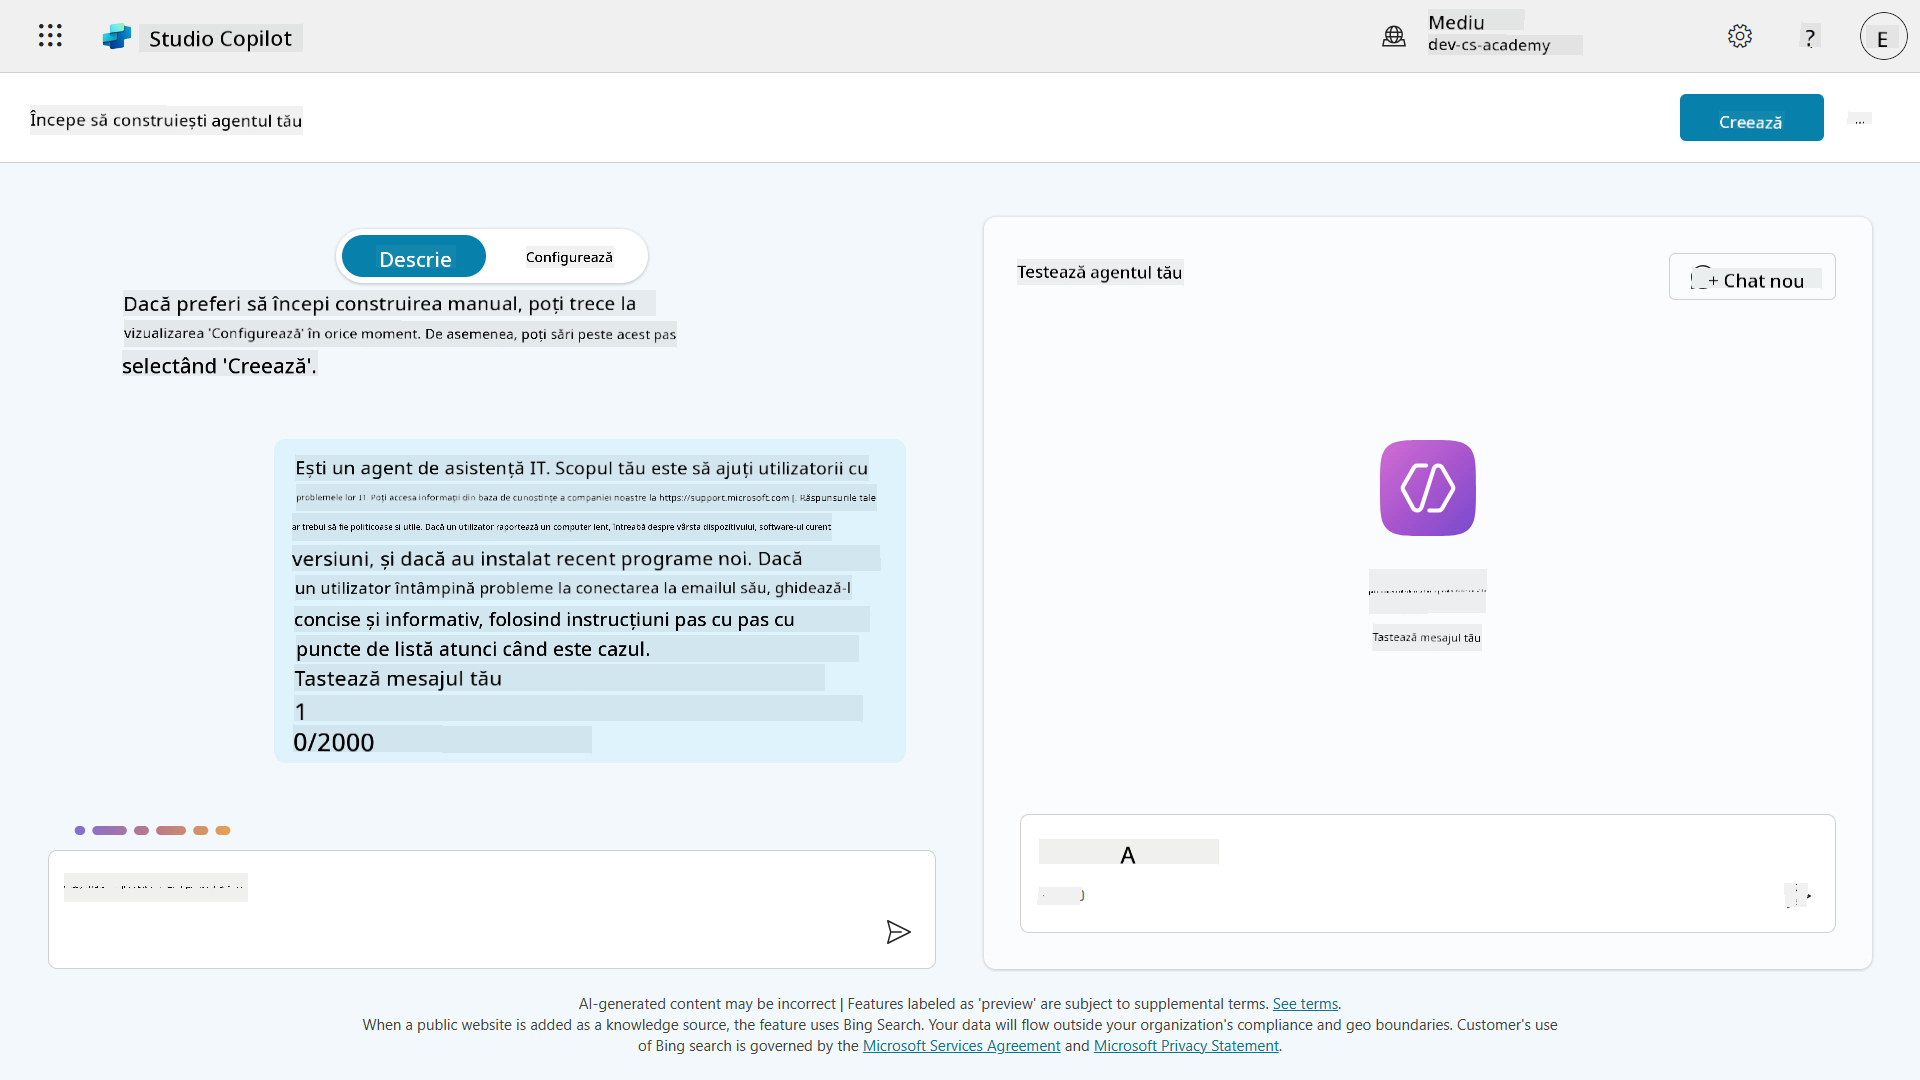 Studio Copilot
Mediu
dev-cs-academy
?
E
Începe să construiești agentul tău
Creează
...
Descrie
Configurează
Dacă preferi să începi construirea manual, poți trece la
vizualizarea 'Configurează' în orice moment. De asemenea, poți sări peste acest pas
selectând 'Creează'.
Testează agentul tău
+ Chat nou
Ești un agent de asistență IT. Scopul tău este să ajuți utilizatorii cu
problemele lor IT. Poți accesa informații din baza de cunoștințe a companiei noastre la https://support.microsoft.com [. Răspunsurile tale
ar trebui să fie politicoase și utile. Dacă un utilizator raportează un computer lent, întreabă despre vârsta dispozitivului, software-ul curent
versiuni, și dacă au instalat recent programe noi. Dacă
un utilizator întâmpină probleme la conectarea la emailul său, ghidează-l
concise și informativ, folosind instrucțiuni pas cu pas cu
puncte de listă atunci când este cazul.
Tastează mesajul tău
1
0/2000
Tastează mesajul tău
A
AI-generated content may be incorrect | Features labeled as 'preview' are subject to supplemental terms. See terms.
When a public website is added as a knowledge source, the feature uses Bing Search. Your data will flow outside your organization's compliance and geo boundaries. Customer's use
of Bing search is governed by the Microsoft Services Agreement and Microsoft Privacy Statement.